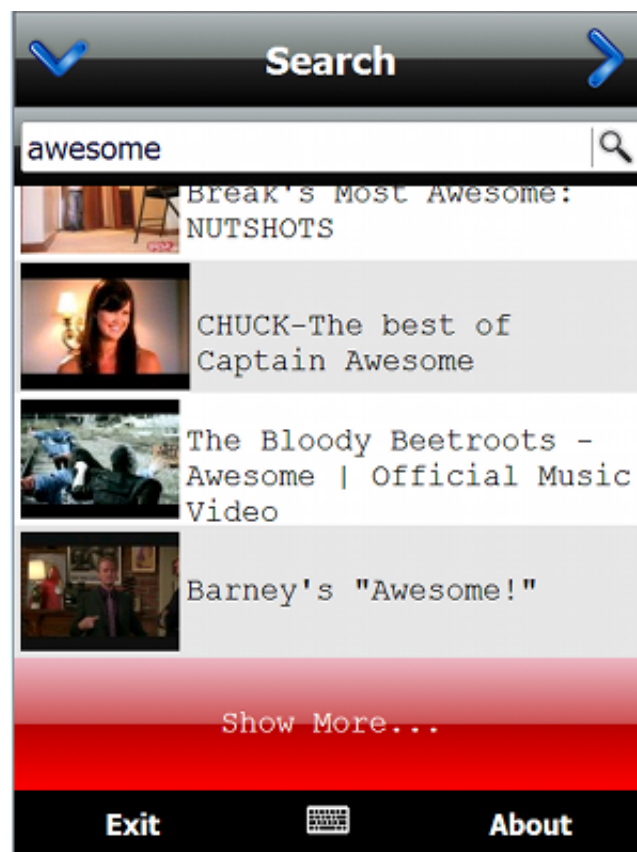 Search
awesome
Break's Most Awesome:
NUTSHOTS
CHUCK-The best of
Captain Awesome
The Bloody Beetroots -
Awesome | Official Music
Video
Barney's "Awesome!"
Show More...
Exit
About